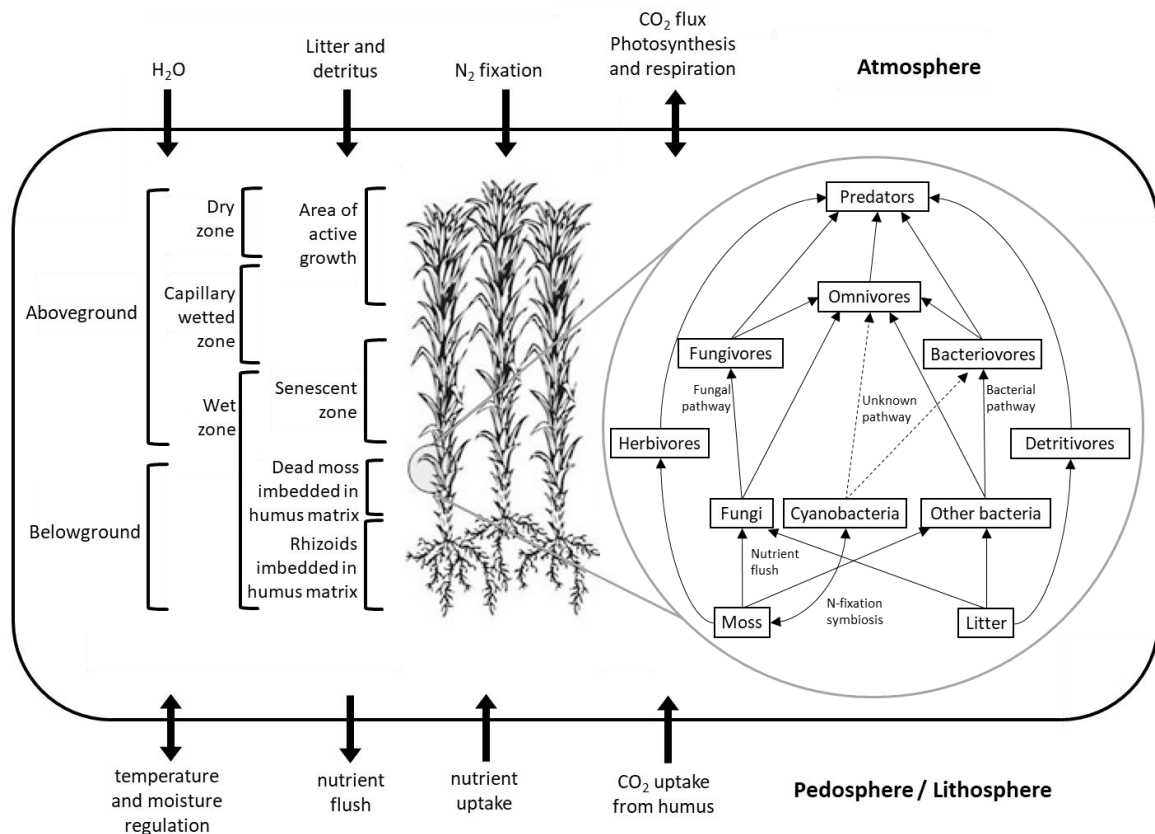 CO₂ flux
Photosynthesis
and respiration
Litter and
detritus
H₂O
N₂ fixation
Atmosphere
Aboveground
Belowground
Dry
zone
Capillary
wetted
zone
Wet
zone
Area of
active
growth
Senescent
zone
Dead moss
imbedded in
humus matrix
Rhizoids
imbedded in
humus matrix
Predators
Omnivores
Fungivores
Bacteriovores
Fungal
pathway
Unknown
pathway
Bacterial
pathway
Herbivores
Detritivores
Fungi
Cyanobacteria
Other bacteria
Nutrient
flush
N-fixation
symbiosis
Moss
Litter
temperature
and moisture
regulation
nutrient
flush
nutrient
uptake
CO₂ uptake
from humus
Pedosphere / Lithosphere